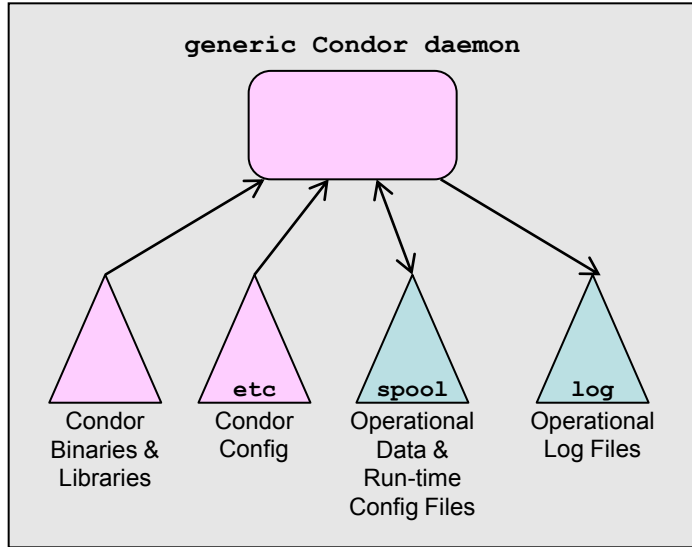 generic Condor daemon
etc
spool
log
Condor
Binaries &
Libraries
Condor
Config
Operational
Data &
Run-time
Config Files
Operational
Log Files